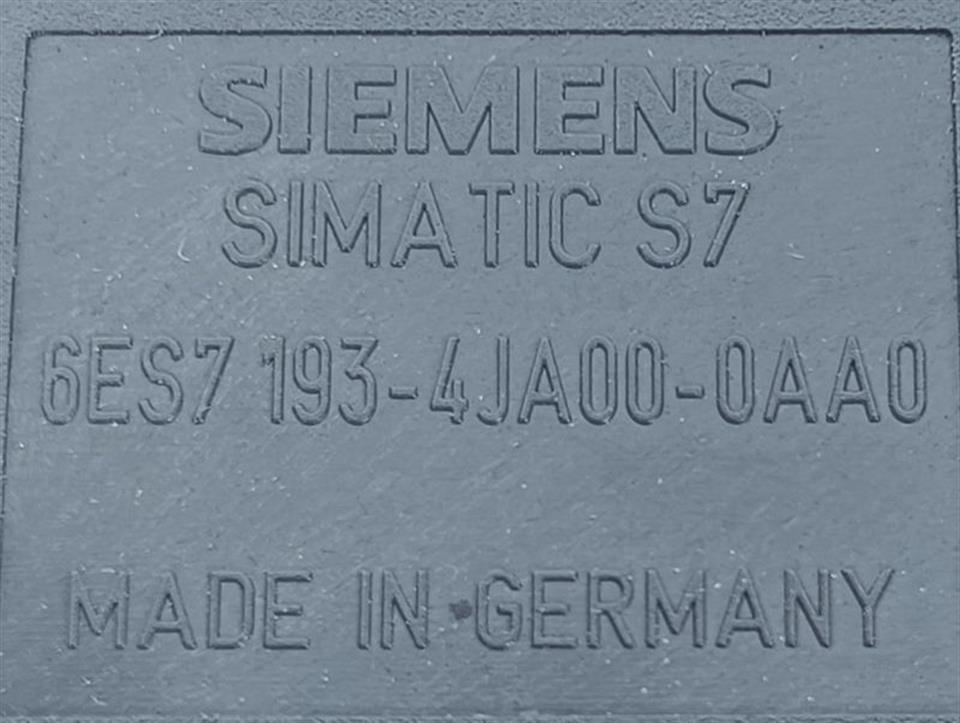 SIEMENS
SIMATIC S7
6ES7 193-4JA00-0AA0
MADE IN GERMANY